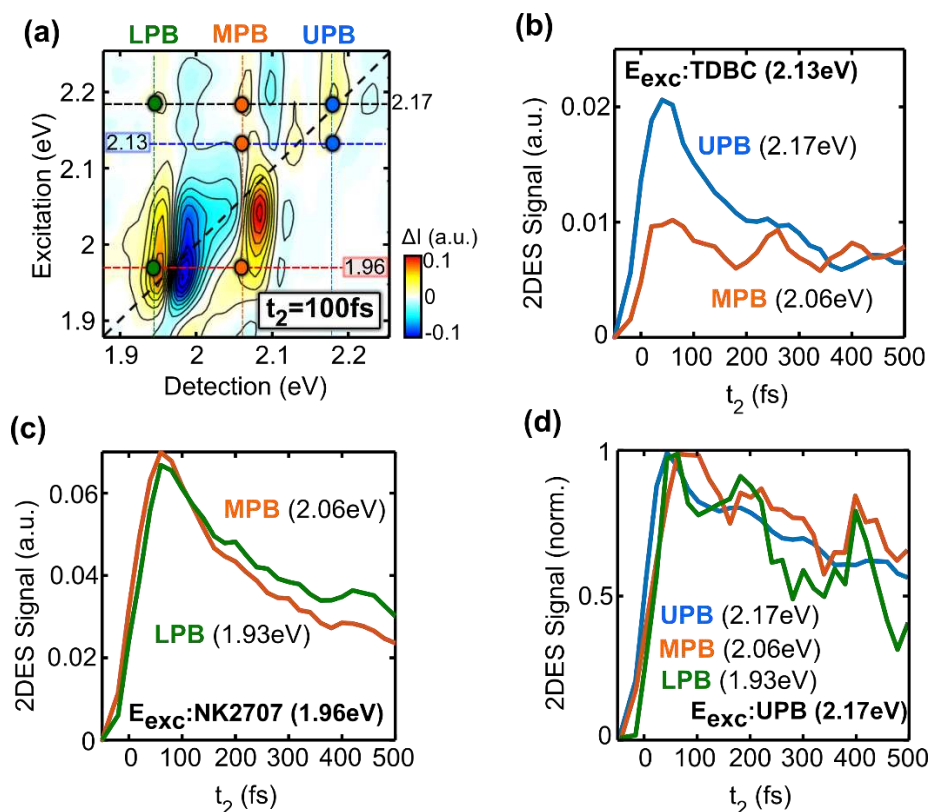 (a)
LPB MPB UPB
2.2
2.17
2.13
2.1
2
1.96
1.9
Excitation (eV)
ΔI (a.u.)
0.1
0
-0.1
t2=100fs
1.9 2 2.1 2.2
Detection (eV)
(b)
Eexc:TDBC (2.13eV)
0.02
UPB (2.17eV)
0.01
MPB (2.06eV)
0
2DES Signal (a.u.)
0 100 200 300 400 500
t2 (fs)
(c)
0.06
MPB (2.06eV)
0.04
LPB (1.93eV)
0.02
Eexc:NK2707 (1.96eV)
0
2DES Signal (a.u.)
0 100 200 300 400 500
t2 (fs)
(d)
1
0.5
UPB (2.17eV)
MPB (2.06eV)
LPB (1.93eV)
Eexc:UPB (2.17eV)
0
2DES Signal (norm.)
0 100 200 300 400 500
t2 (fs)